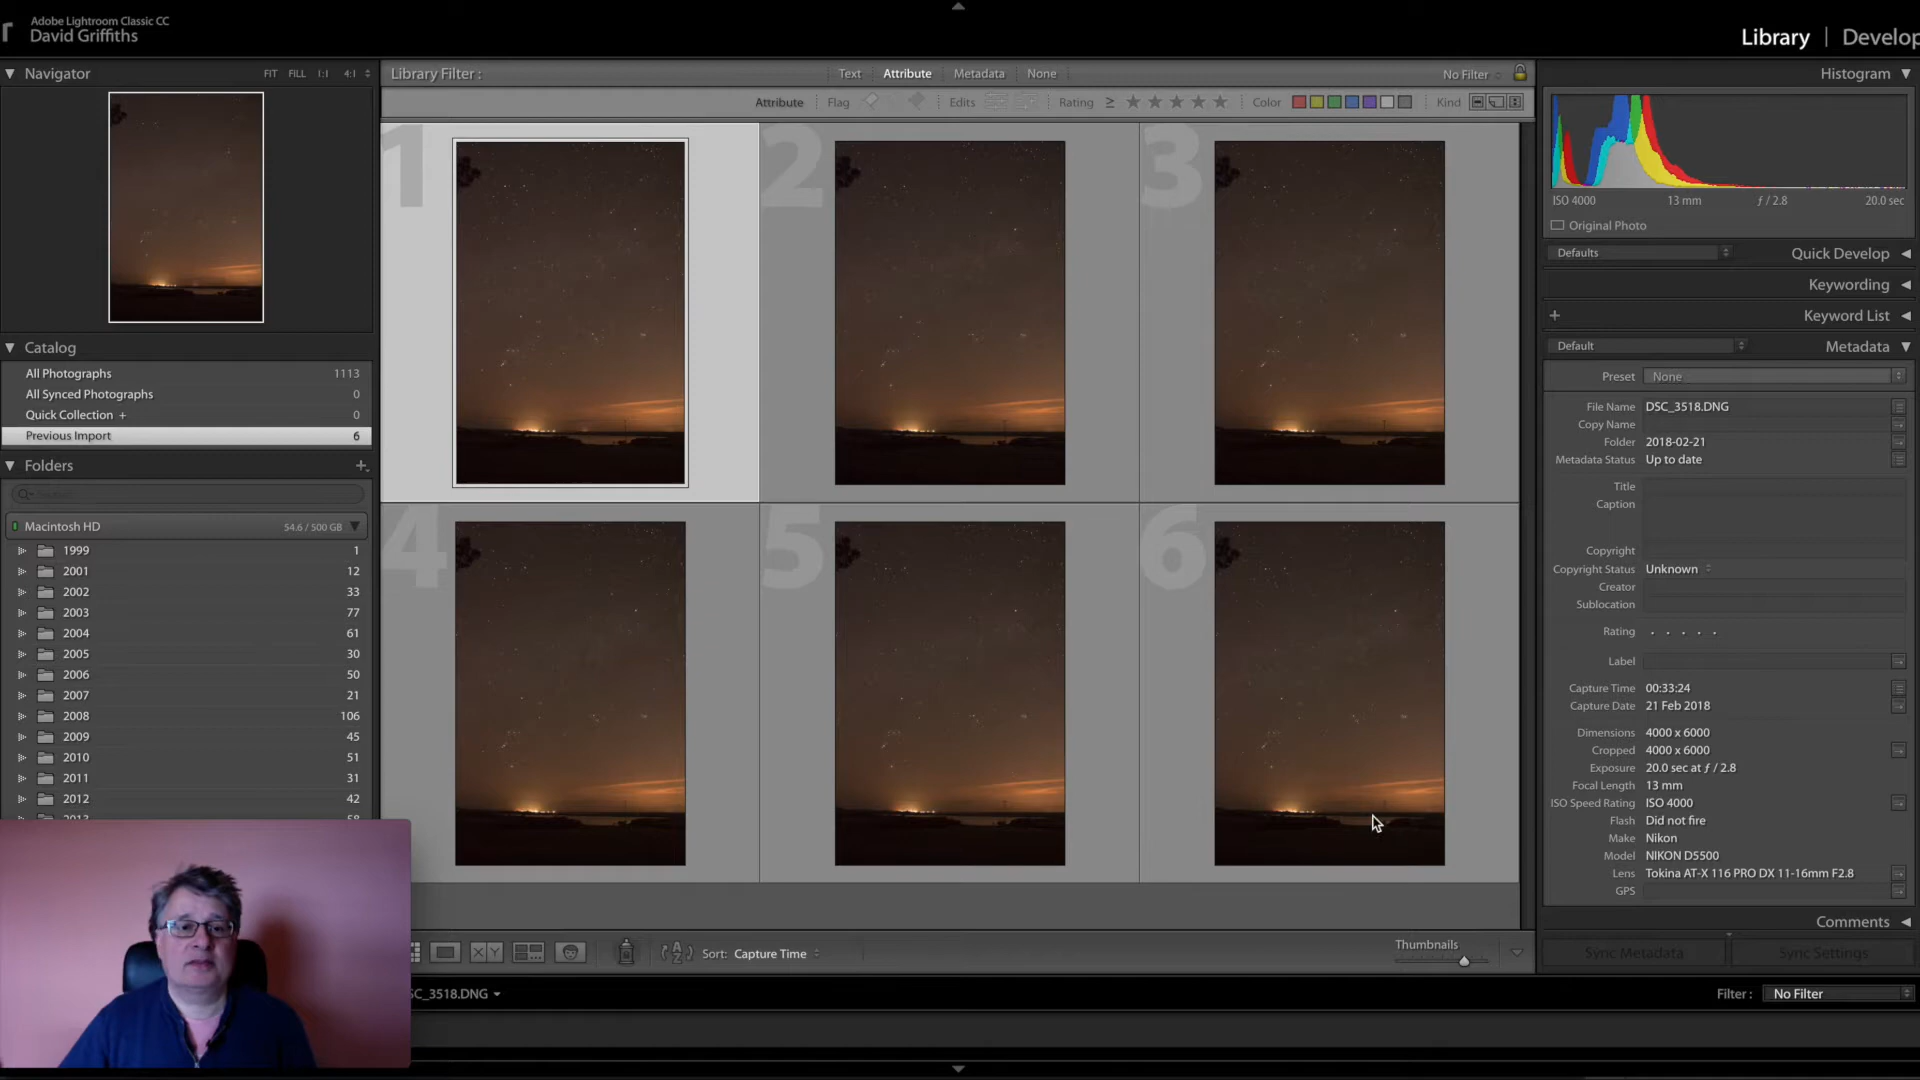 Adobe Lightroom Classic CC
David Griffiths
Library | Develop
Navigator FIT FILL 1:1 4:1
Library Filter : Text Attribute Metadata None No Filter
Histogram
Attribute Flag Edits Rating ≥ ★ ★ ★ ★ ★ Color Kind
1 2 3
4 5 6
ISO 4000 13 mm ƒ / 2.8 20.0 sec
Original Photo
Defaults Quick Develop
Keywording
+ Keyword List
Default Metadata
Catalog
All Photographs 1113
All Synced Photographs 0
Quick Collection + 0
Previous Import 6
Folders +
Macintosh HD 54.6 / 500 GB
1999 1
2001 12
2002 33
2003 77
2004 61
2005 30
2006 50
2007 21
2008 106
2009 45
2010 51
2011 31
2012 42
Preset None
File Name DSC_3518.DNG
Copy Name
Folder 2018-02-21
Metadata Status Up to date
Title
Caption
Copyright
Copyright Status Unknown
Creator
Sublocation
Rating . . . . .
Label
Capture Time 00:33:24
Capture Date 21 Feb 2018
Dimensions 4000 x 6000
Cropped 4000 x 6000
Exposure 20.0 sec at ƒ / 2.8
Focal Length 13 mm
ISO Speed Rating ISO 4000
Flash Did not fire
Make Nikon
Model NIKON D5500
Lens Tokina AT-X 116 PRO DX 11-16mm F2.8
GPS
Comments
Sync Metadata Sync Settings
XY Sort: Capture Time Thumbnails
SC_3518.DNG Filter : No Filter